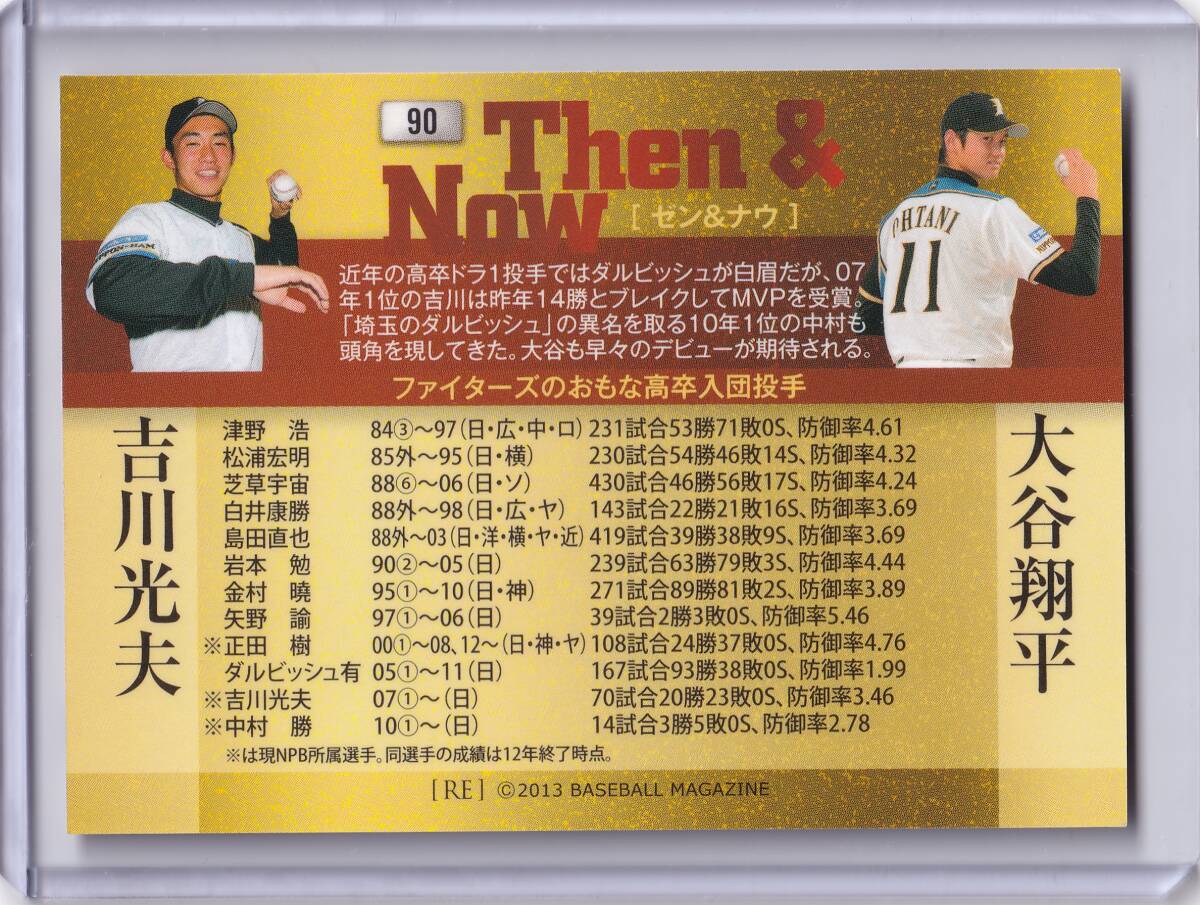 90
Then &
Now
[ ゼン&ナウ ]
NIPPON-HAM
OHTANI
11
NIPPON
近年の高卒ドラ1投手ではダルビッシュが白眉だが、07
年1位の吉川は昨年14勝とブレイクしてMVPを受賞。
「埼玉のダルビッシュ」の異名を取る10年1位の中村も
頭角を現してきた。大谷も早々のデビューが期待される。
ファイターズのおもな高卒入団投手
吉川光夫
津野 浩 84③〜97(日・広・中・ロ) 231試合53勝71敗0S、防御率4.61
松浦宏明 85外〜95(日・横) 230試合54勝46敗14S、防御率4.32
芝草宇宙 88⑥〜06(日・ソ) 430試合46勝56敗17S、防御率4.24
白井康勝 88外〜98(日・広・ヤ) 143試合22勝21敗16S、防御率3.69
島田直也 88外〜03(日・洋・横・ヤ・近) 419試合39勝38敗9S、防御率3.69
岩本 勉 90②〜05(日) 239試合63勝79敗3S、防御率4.44
金村 曉 95①〜10(日・神) 271試合89勝81敗2S、防御率3.89
矢野 諭 97①〜06(日) 39試合2勝3敗0S、防御率5.46
※正田 樹 00①〜08、12〜(日・神・ヤ) 108試合24勝37敗0S、防御率4.76
ダルビッシュ有 05①〜11(日) 167試合93勝38敗0S、防御率1.99
※吉川光夫 07①〜(日) 70試合20勝23敗0S、防御率3.46
※中村 勝 10①〜(日) 14試合3勝5敗0S、防御率2.78
※は現NPB所属選手。同選手の成績は12年終了時点。
大谷翔平
[RE] ©2013 BASEBALL MAGAZINE